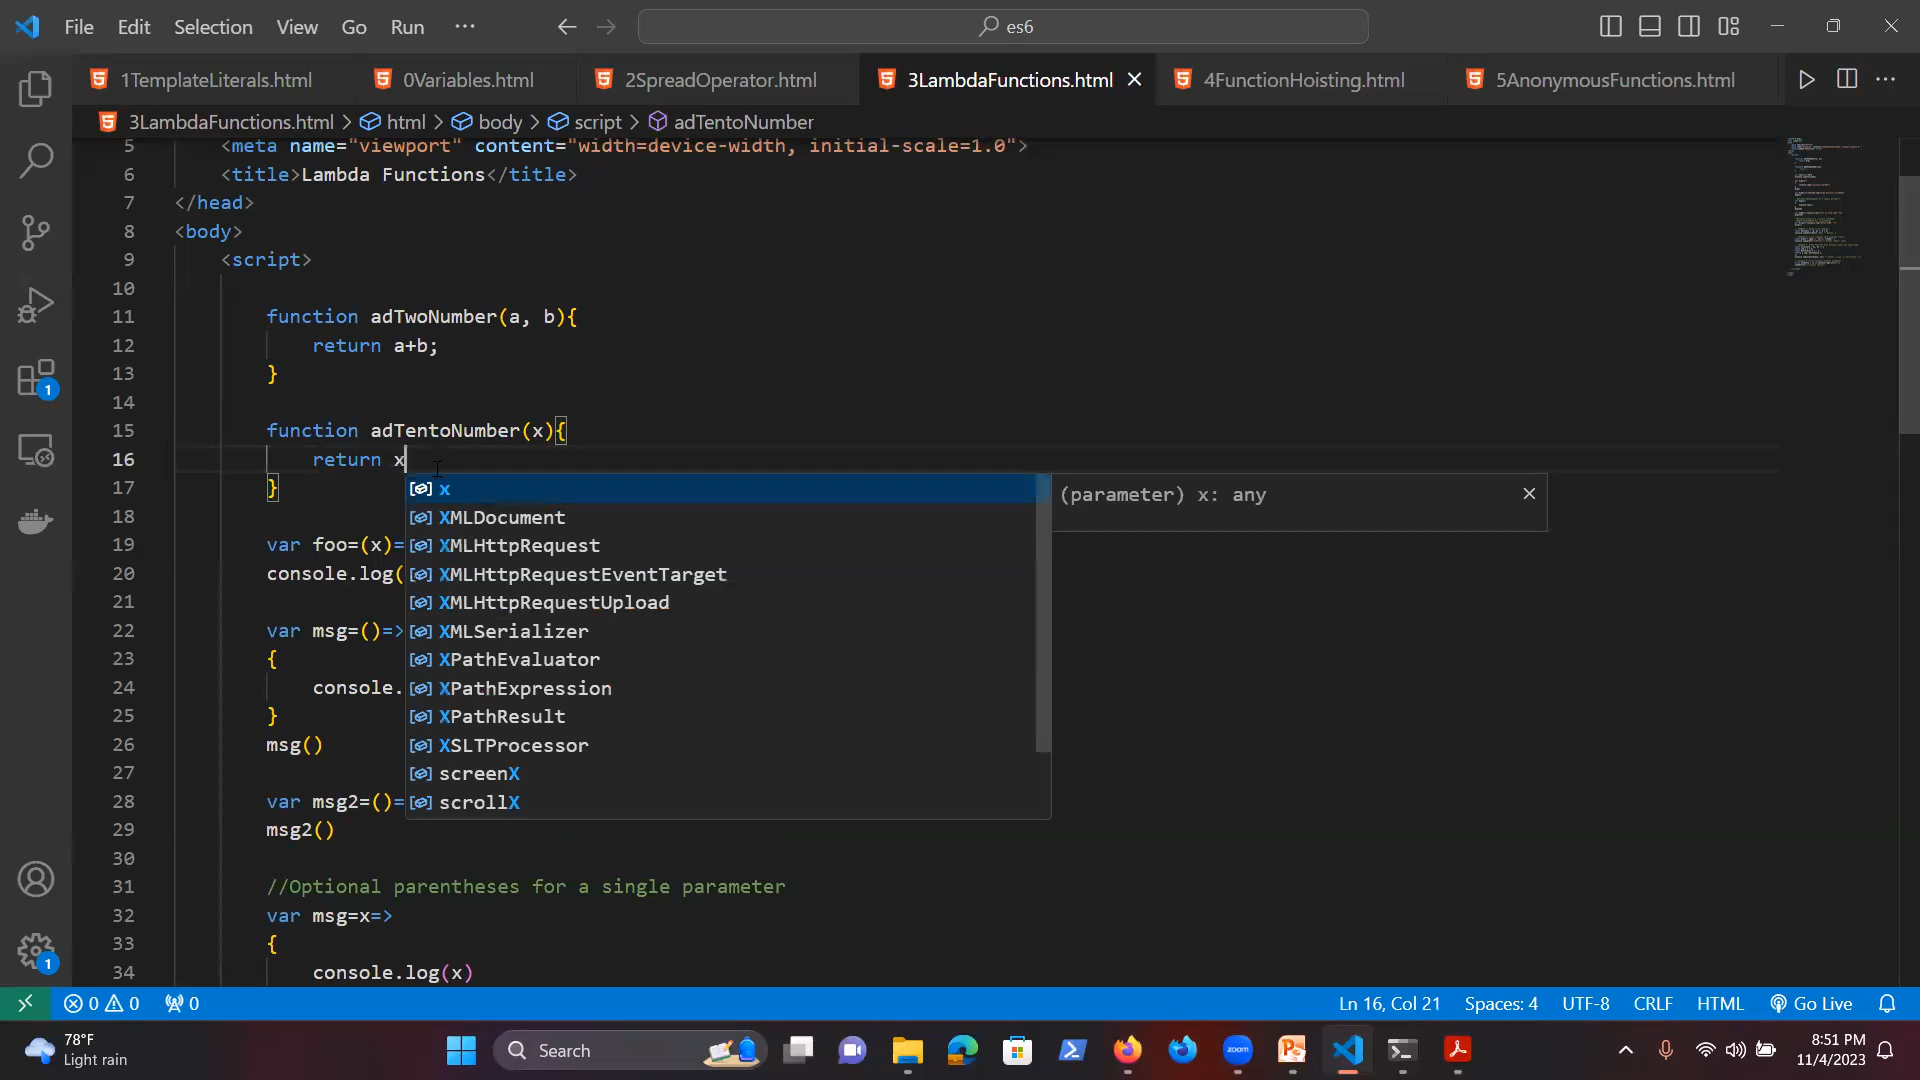 File Edit Selection View Go Run ··· es6
1TemplateLiterals.html 0Variables.html 2SpreadOperator.html 3LambdaFunctions.html 4FunctionHoisting.html 5AnonymousFunctions.html
3LambdaFunctions.html > html > body > script > adTentoNumber
5 <meta name="viewport" content="width=device-width, initial-scale=1.0">
6 <title>Lambda Functions</title>
7 </head>
8 <body>
9 <script>
10
11 function adTwoNumber(a, b){
12 return a+b;
13 }
14
15 function adTentoNumber(x){
16 return x
17 }
x
(parameter) x: any
18
XMLDocument
19 var foo=(x)=
XMLHttpRequest
20 console.log(
XMLHttpRequestEventTarget
21
XMLHttpRequestUpload
22 var msg=()=>
XMLSerializer
23 {
XPathEvaluator
24 console.
XPathExpression
25 }
XPathResult
26 msg()
XSLTProcessor
27
screenX
28 var msg2=()=
scrollX
29 msg2()
30
31 //Optional parentheses for a single parameter
32 var msg=x=>
33 {
34 console.log(x)
1
1
0 0 0 Ln 16, Col 21 Spaces: 4 UTF-8 CRLF HTML Go Live
78°F
Light rain
Search
zoom
8:51 PM
11/4/2023